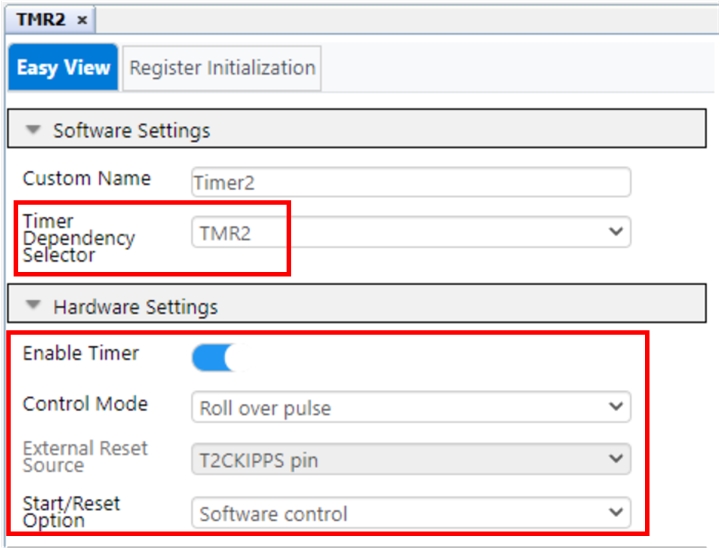 TMR2 ×
Easy View
Register Initialization
Software Settings
Custom Name
Timer2
Timer
Dependency
Selector
TMR2
Hardware Settings
Enable Timer
Control Mode
Roll over pulse
External Reset
Source
T2CKIPPS pin
Start/Reset
Option
Software control